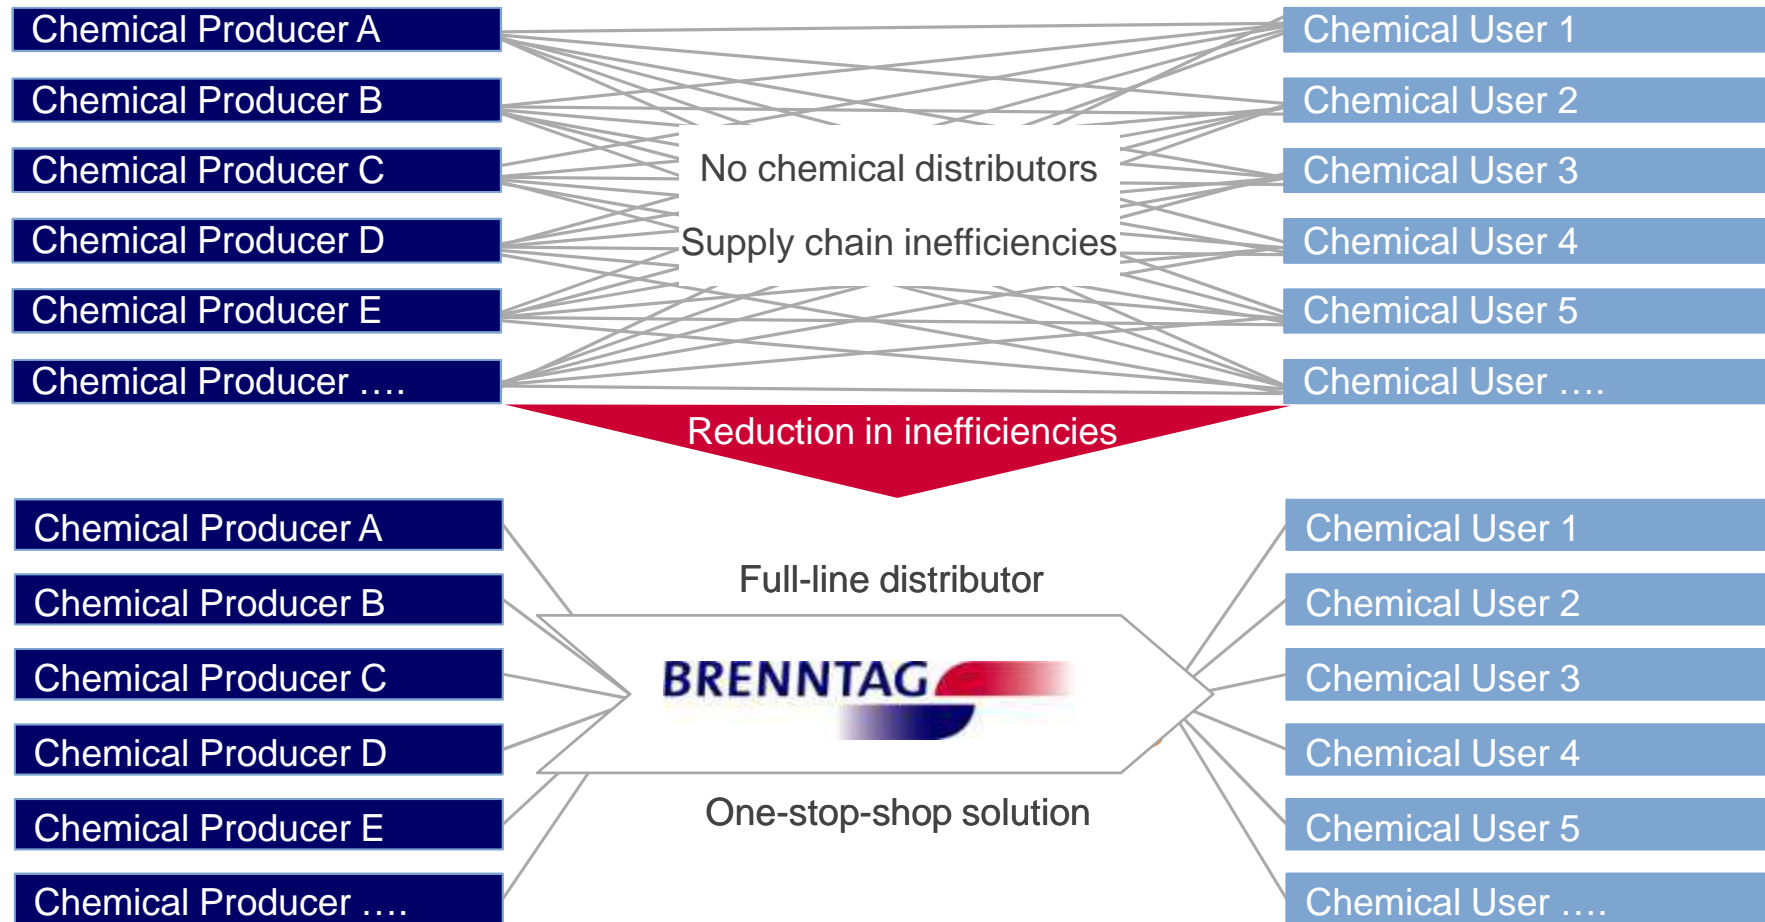 Chemical Producer A
Chemical User 1
Chemical Producer B
Chemical User 2
Chemical Producer C
No chemical distributors
Chemical User 3
Chemical Producer D
Supply chain inefficiencies
Chemical User 4
Chemical Producer E
Chemical User 5
Chemical Producer ….
Chemical User ….
Reduction in inefficiencies
Chemical Producer A
Chemical User 1
Full-line distributor
Chemical Producer B
Chemical User 2
Chemical Producer C
BRENNTAG
Chemical User 3
Chemical Producer D
Chemical User 4
One-stop-shop solution
Chemical Producer E
Chemical User 5
Chemical Producer ….
Chemical User ….